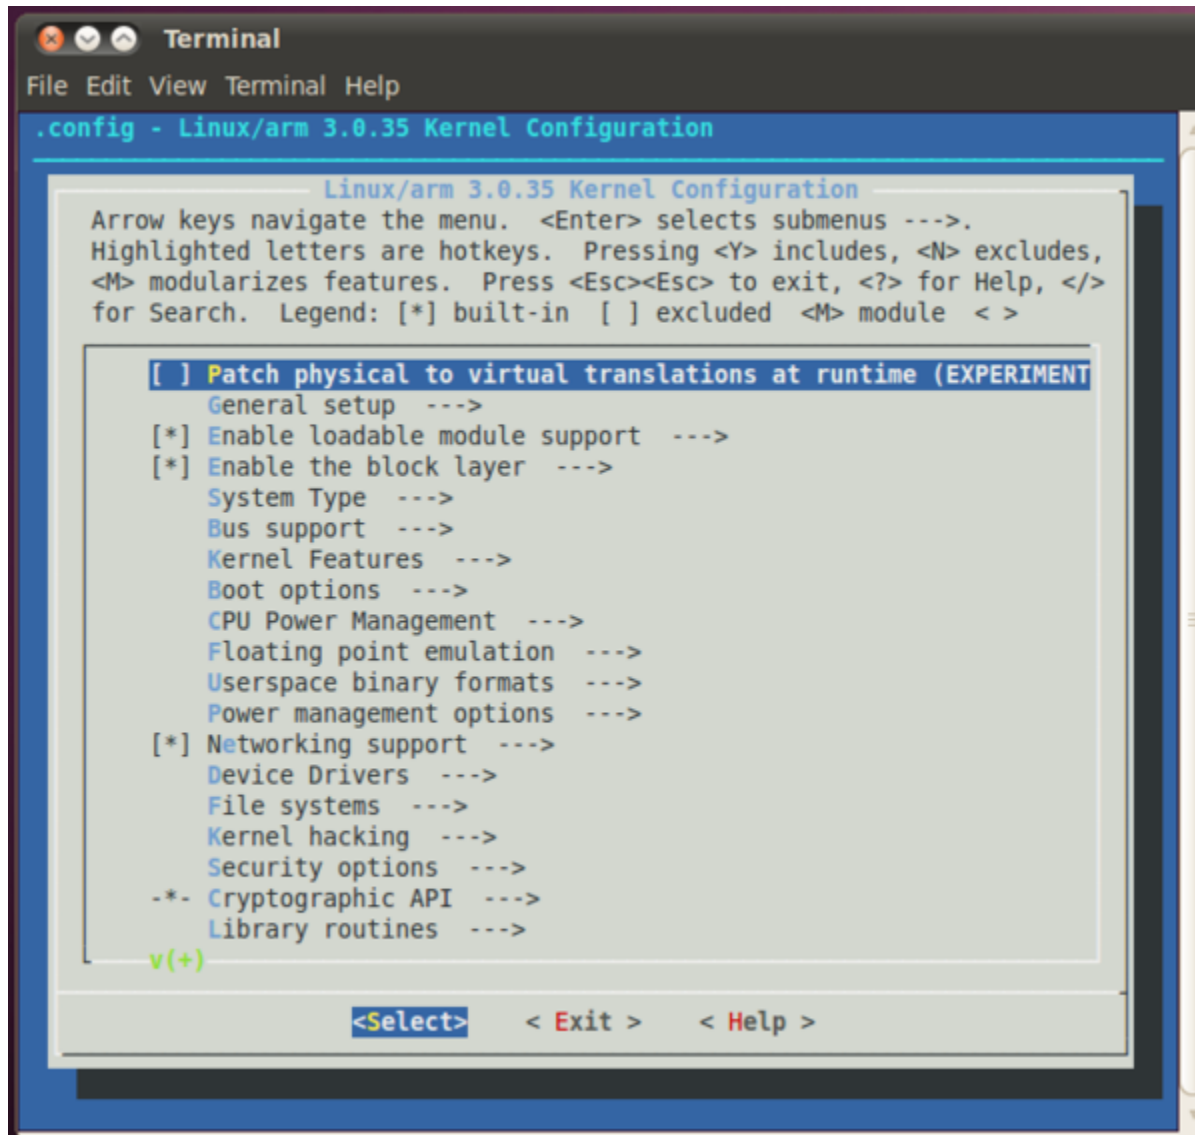 Terminal
File Edit View Terminal Help
.config - Linux/arm 3.0.35 Kernel Configuration
Linux/arm 3.0.35 Kernel Configuration
Arrow keys navigate the menu.  <Enter> selects submenus --->.
Highlighted letters are hotkeys.  Pressing <Y> includes, <N> excludes,
<M> modularizes features.  Press <Esc><Esc> to exit, <?> for Help, </>
for Search.  Legend: [*] built-in  [ ] excluded  <M> module  < >
[ ] Patch physical to virtual translations at runtime (EXPERIMENT
General setup  --->
[*] Enable loadable module support  --->
[*] Enable the block layer  --->
System Type  --->
Bus support  --->
Kernel Features  --->
Boot options  --->
CPU Power Management  --->
Floating point emulation  --->
Userspace binary formats  --->
Power management options  --->
[*] Networking support  --->
Device Drivers  --->
File systems  --->
Kernel hacking  --->
Security options  --->
-*- Cryptographic API  --->
Library routines  --->
v(+)
<Select>    < Exit >    < Help >